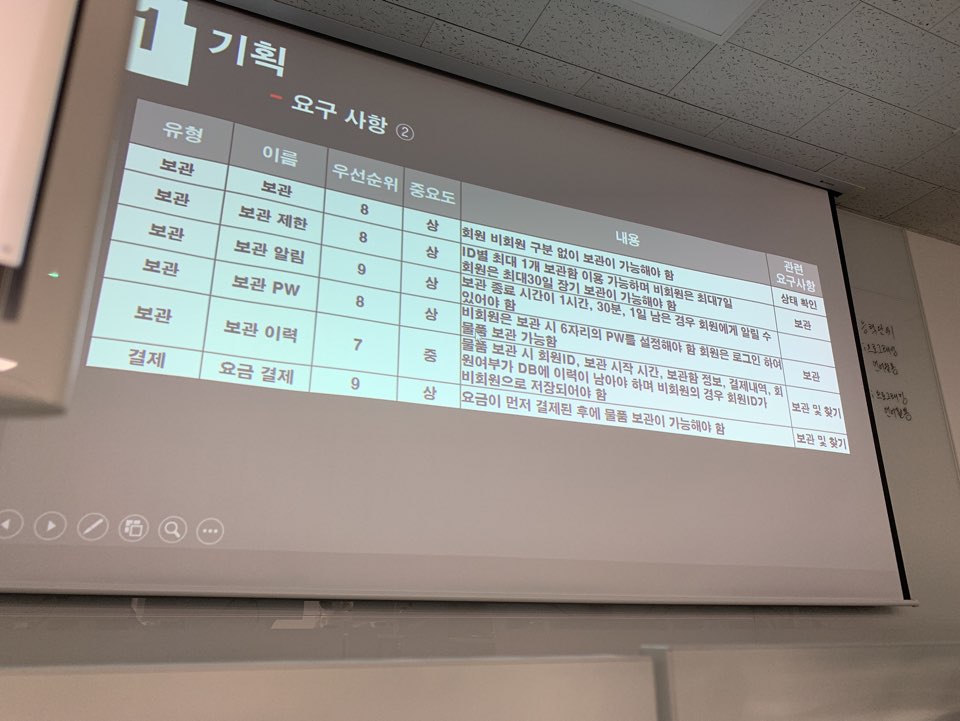 1 기획
- 요구 사항 ②
유형 이름 우선순위 중요도 내용 관련 요구사항
보관 보관 8 상 회원 비회원 구분 없이 보관이 가능해야 함 상태 확인
보관 보관 제한 8 상 ID별 최대 1개 보관함 이용 가능하며 비회원은 최대7일
회원은 최대30일 장기 보관이 가능해야 함 보관
보관 보관 알림 9 상 보관 종료 시간이 1시간, 30분, 1일 남은 경우 회원에게 알릴 수
있어야 함
보관 보관 PW 8 상 비회원은 보관 시 6자리의 PW를 설정해야 함 회원은 로그인 하여
물품 보관 가능함 보관
보관 보관 이력 7 중 물품 보관 시 회원ID, 보관 시작 시간, 보관함 정보, 결제내역, 회
원여부가 DB에 이력이 남아야 하며 비회원의 경우 회원ID가
비회원으로 저장되어야 함 보관 및 찾기
결제 요금 결제 9 상 요금이 먼저 결제된 후에 물품 보관이 가능해야 함 보관 및 찾기